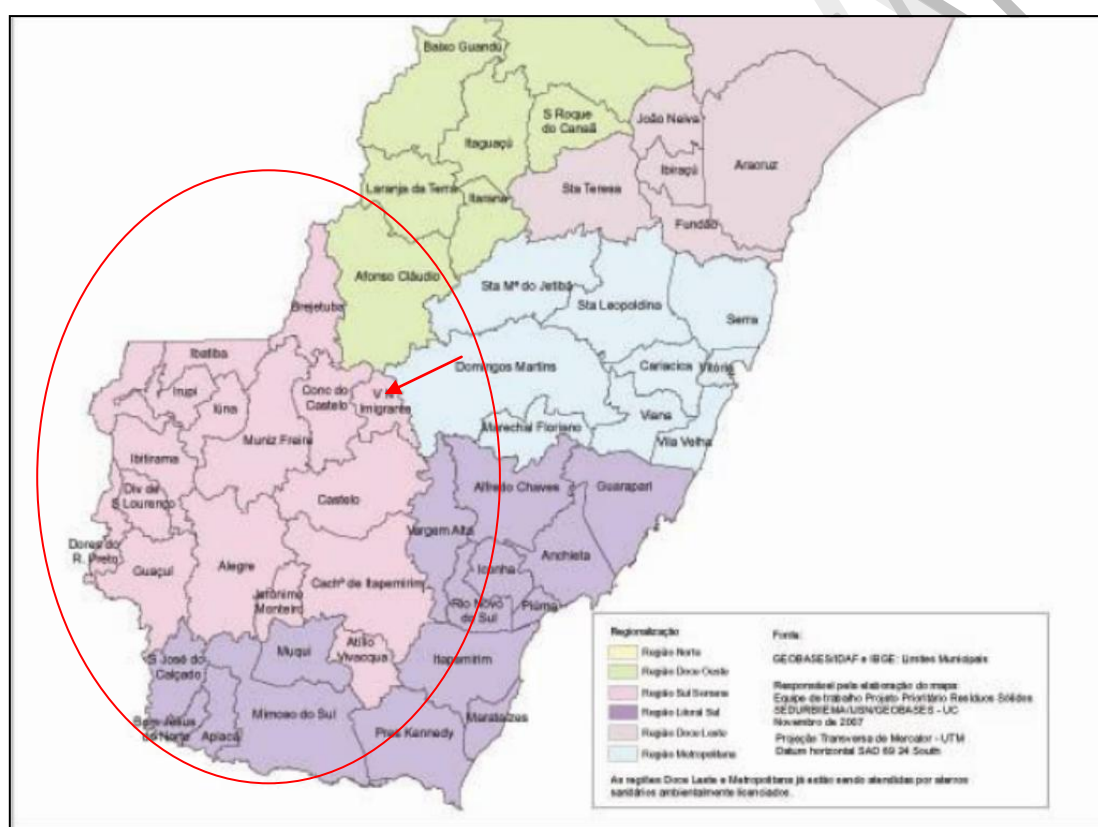 Baixo Guandú
S Roque
do Canaã
João Neiva
Itaguaçú
Ibiraçú
Aracruz
Laranja da Terra
Itarana
Sta Teresa
Fundão
Afonso Cláudio
Sta Mª do Jetibá
Sta Leopoldina
Brejetuba
Serra
Ibatiba
Domingos Martins
Cariacica
Vitória
Irupi
Iúna
Conc do
Castelo
V N
Imigrante
Viana
Marechal Floriano
Vila Velha
Muniz Freire
Ibitirama
Div de
S Lourenço
Castelo
Alfredo Chaves
Guarapari
Vargem Alta
Dores do
R. Preto
Guaçuí
Alegre
Anchieta
Iconha
Cachº de Itapemirim
Jerônimo
Monteiro
Rio Novo
do Sul
Piúma
Atílio
Vivacqua
Muqui
S José do
Calçado
Itapemirim
Mimoso do Sul
Bom Jesus
do Norte
Apiacá
Pres Kennedy
Marataízes
Regionalização
Região Norte
Região Doce Oeste
Região Sul Serrana
Região Litoral Sul
Região Doce Leste
Região Metropolitana
Fonte:
GEOBASES/IDAF e IBGE: Limites Municipais
Responsável pela elaboração do mapa:
Equipe de trabalho Projeto Prioritário Resíduos Sólidos
SEDURB/IEMA/USN/GEOBASES - UC
Novembro de 2007
Projeção Transversa de Mercator - UTM
Datum horizontal SAD 69 24 South
As regiões Doce Leste e Metropolitana já estão sendo atendidas por aterros
sanitários ambientalmente licenciados.